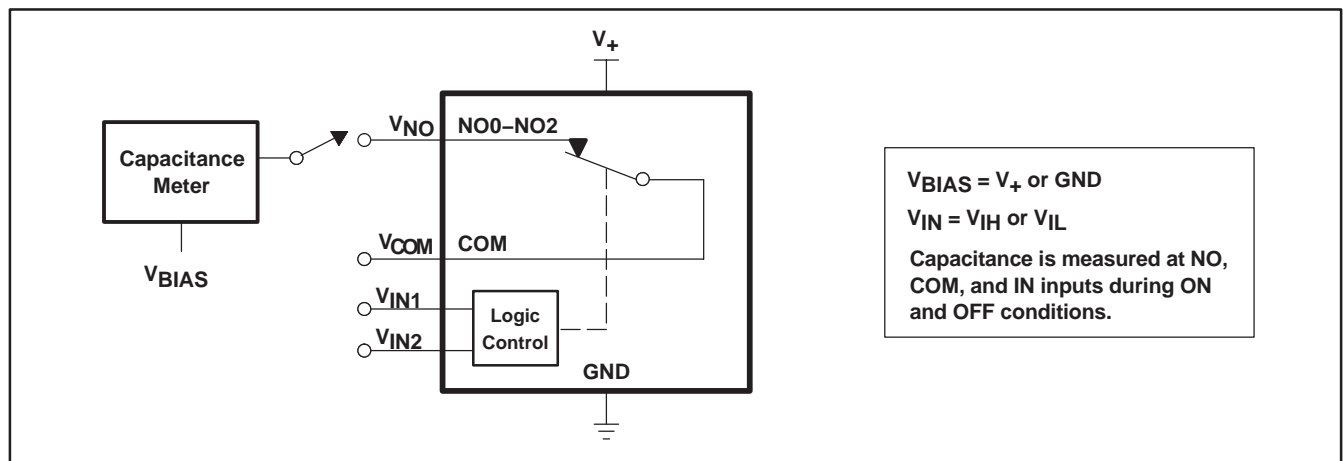 V+
VNO
NO0–NO2
Capacitance
Meter
VBIAS
VCOM
COM
VIN1
VIN2
Logic
Control
GND
VBIAS = V+ or GND
VIN = VIH or VIL
Capacitance is measured at NO,
COM, and IN inputs during ON
and OFF conditions.